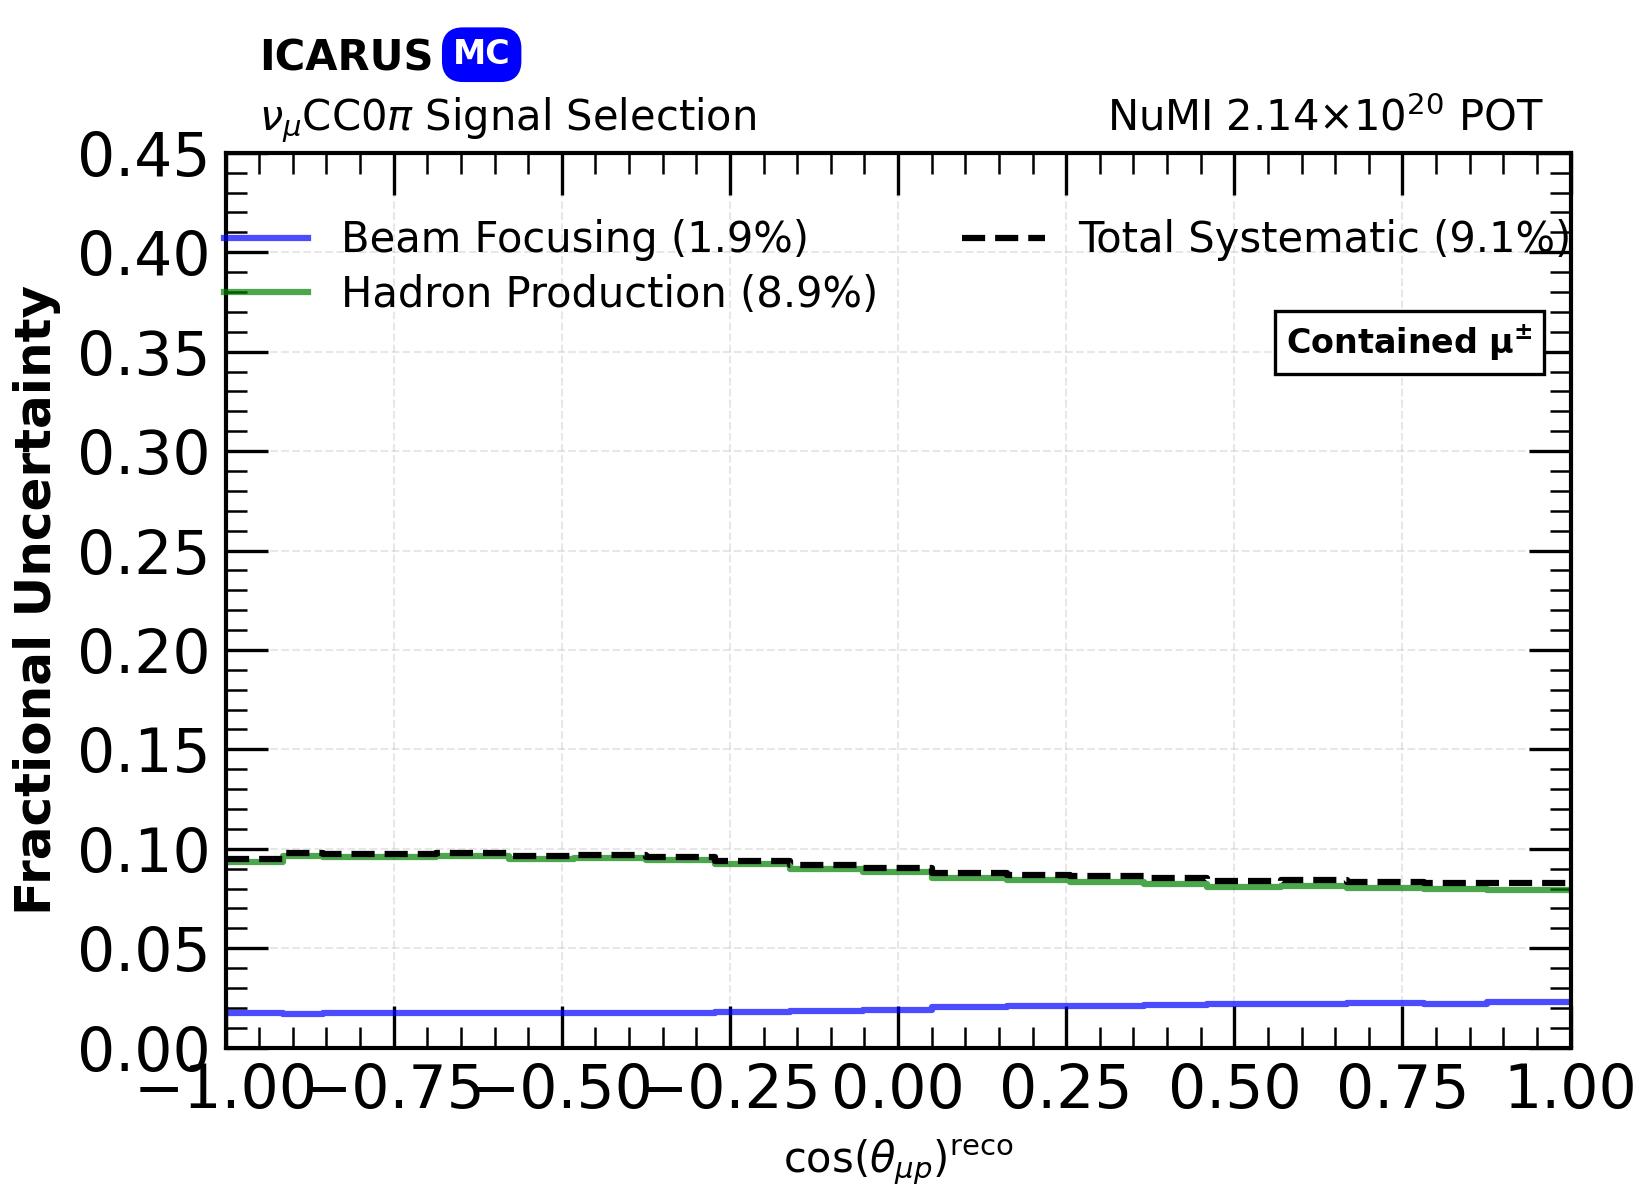 ICARUS MC
νμCC0π Signal Selection
NuMI 2.14×10²⁰ POT
Beam Focusing (1.9%)
Hadron Production (8.9%)
Total Systematic (9.1%)
Contained μ±
Fractional Uncertainty
0.45
0.40
0.35
0.30
0.25
0.20
0.15
0.10
0.05
0.00
−1.00 −0.75 −0.50 −0.25 0.00 0.25 0.50 0.75 1.00
cos(θμp)reco